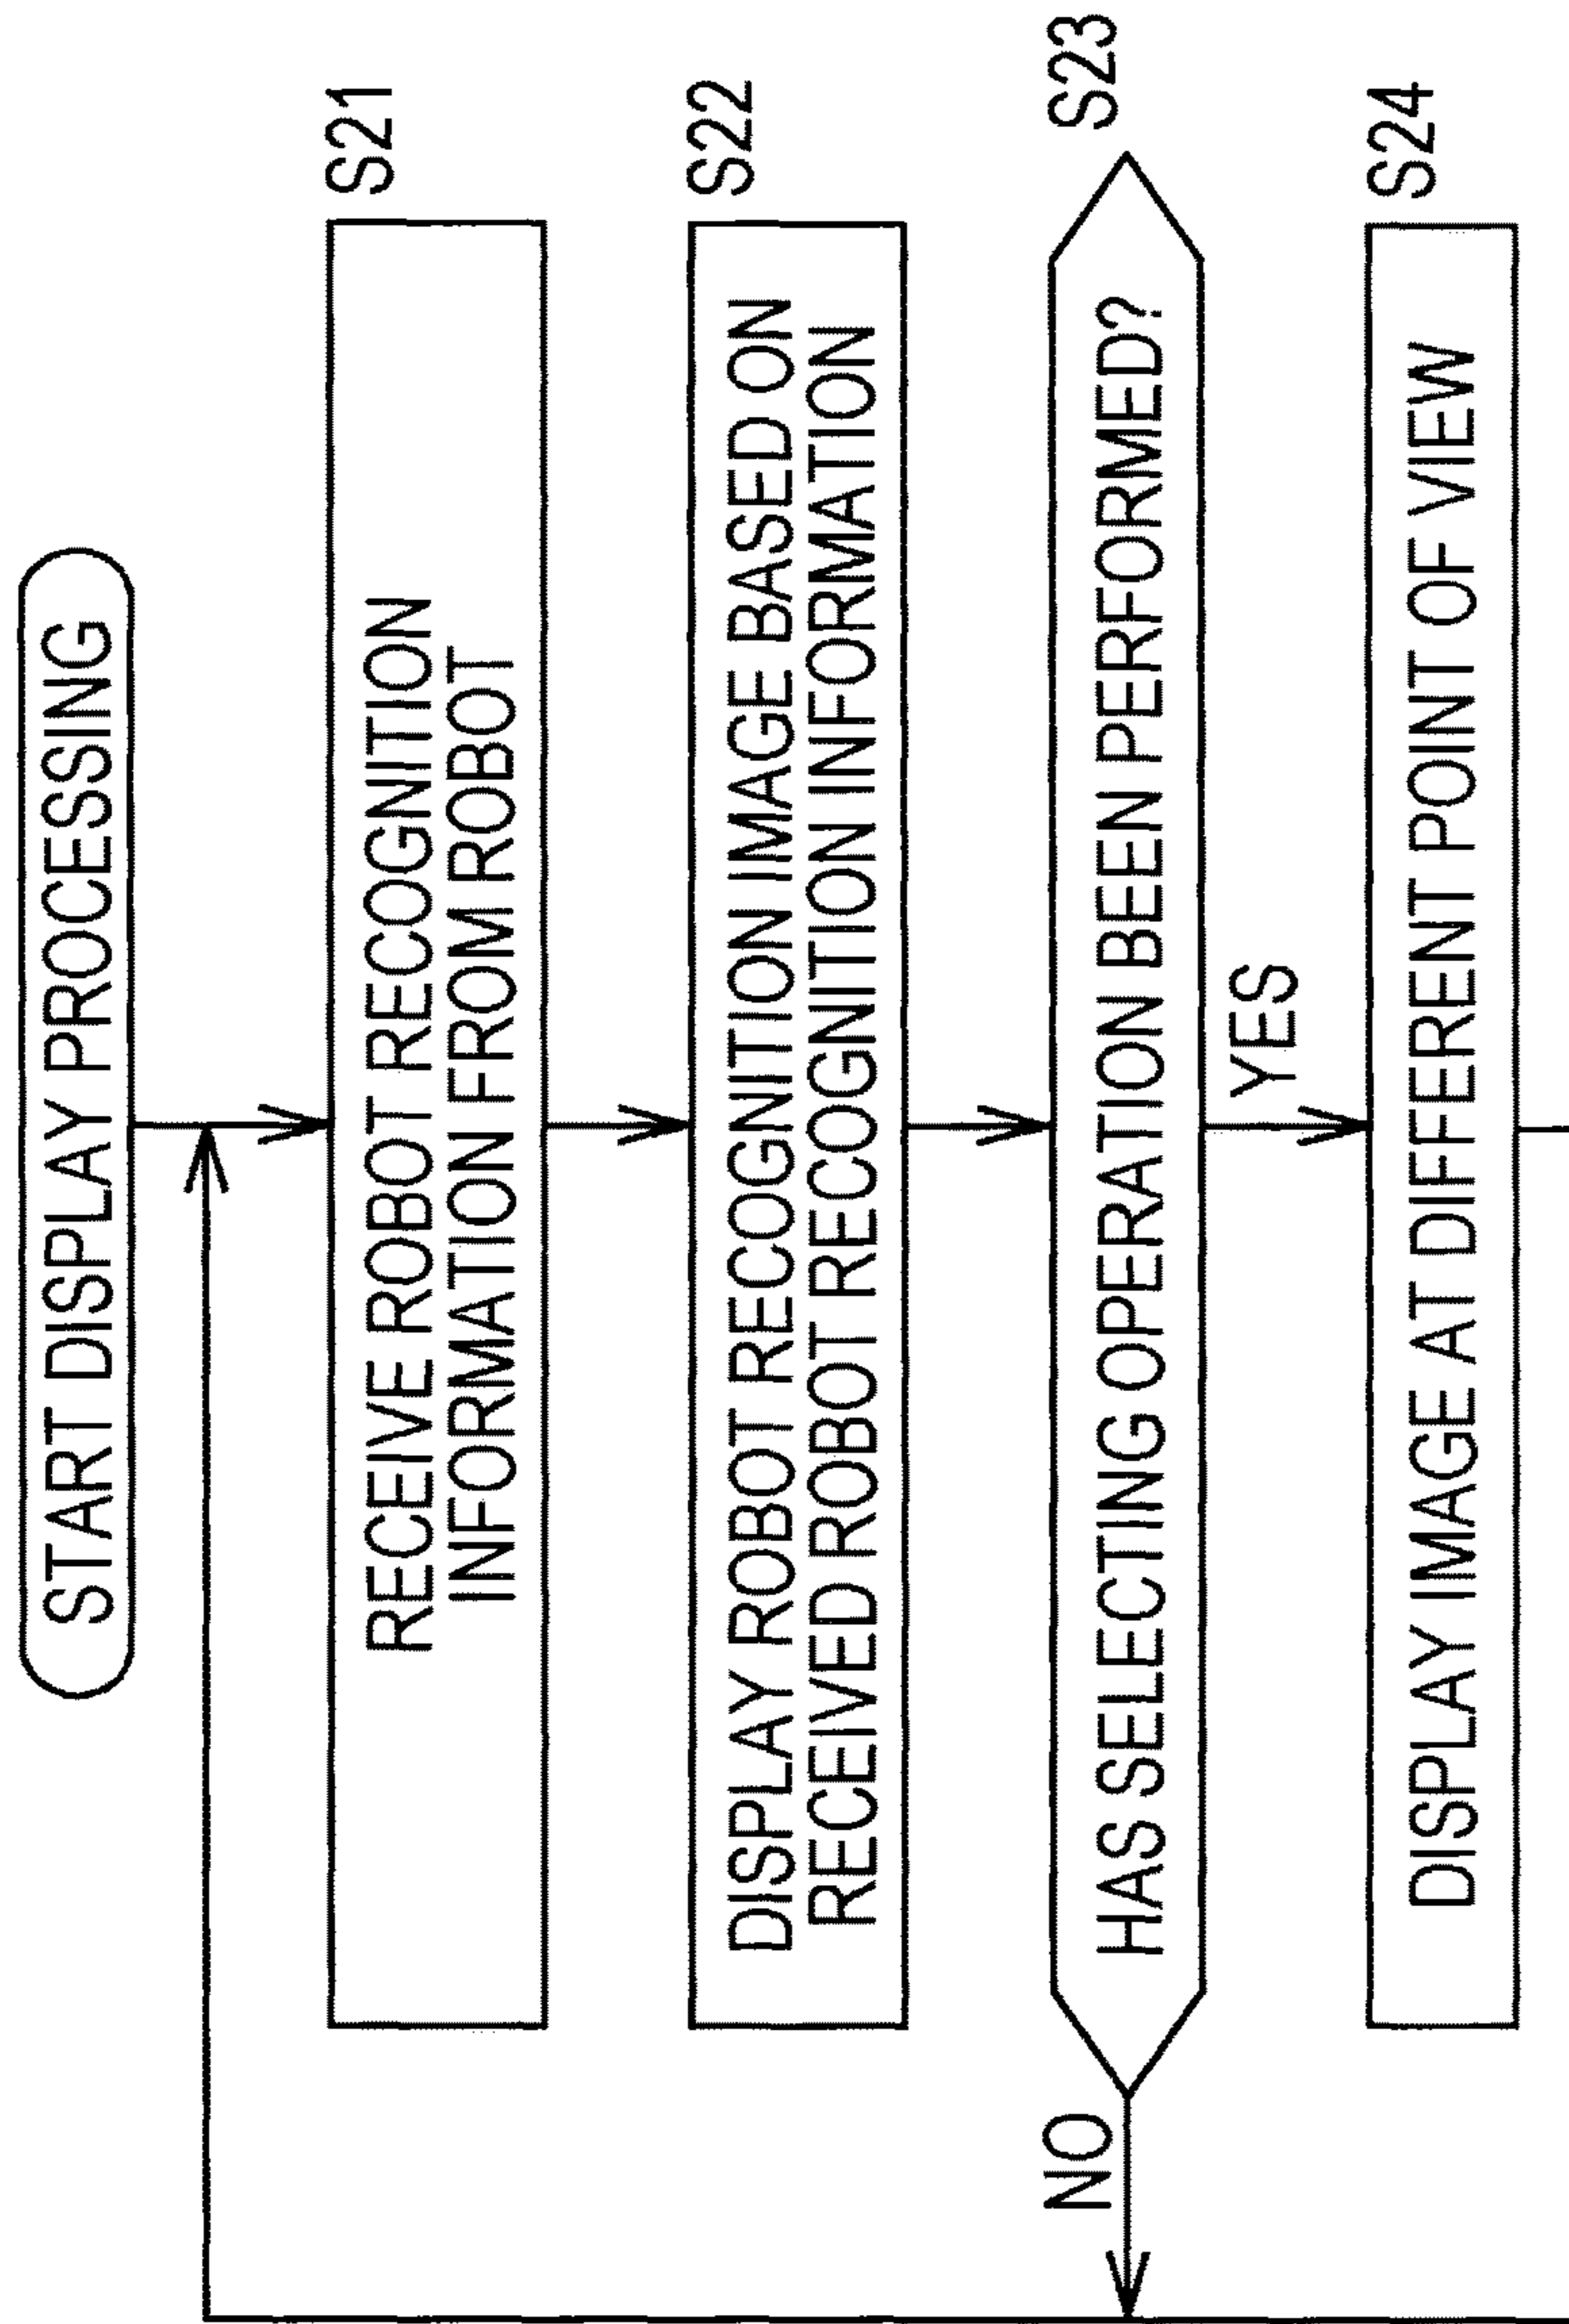 START DISPLAY PROCESSING
S21
RECEIVE ROBOT RECOGNITION
INFORMATION FROM ROBOT
S22
DISPLAY ROBOT RECOGNITION IMAGE BASED ON
RECEIVED ROBOT RECOGNITION INFORMATION
S23
HAS SELECTING OPERATION BEEN PERFORMED?
NO
YES
S24
DISPLAY IMAGE AT DIFFERENT POINT OF VIEW